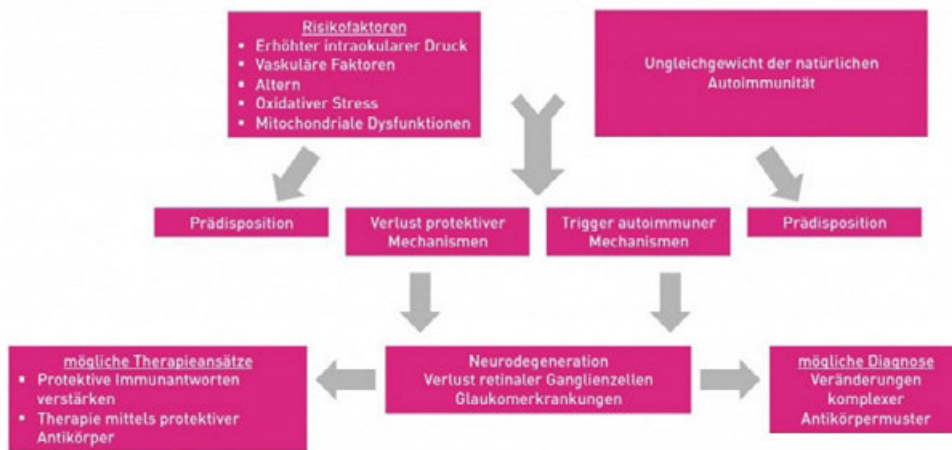 Risikofaktoren
▪ Erhöhter intraokularer Druck
▪ Vaskuläre Faktoren
▪ Altern
▪ Oxidativer Stress
▪ Mitochondriale Dysfunktionen
Ungleichgewicht der natürlichen
Autoimmunität
Prädisposition
Verlust protektiver
Mechanismen
Trigger autoimmuner
Mechanismen
Prädisposition
mögliche Therapieansätze
▪ Protektive Immunantworten
verstärken
▪ Therapie mittels protektiver
Antikörper
Neurodegeneration
Verlust retinaler Ganglienzellen
Glaukomerkrankungen
mögliche Diagnose
Veränderungen
komplexer
Antikörpermuster